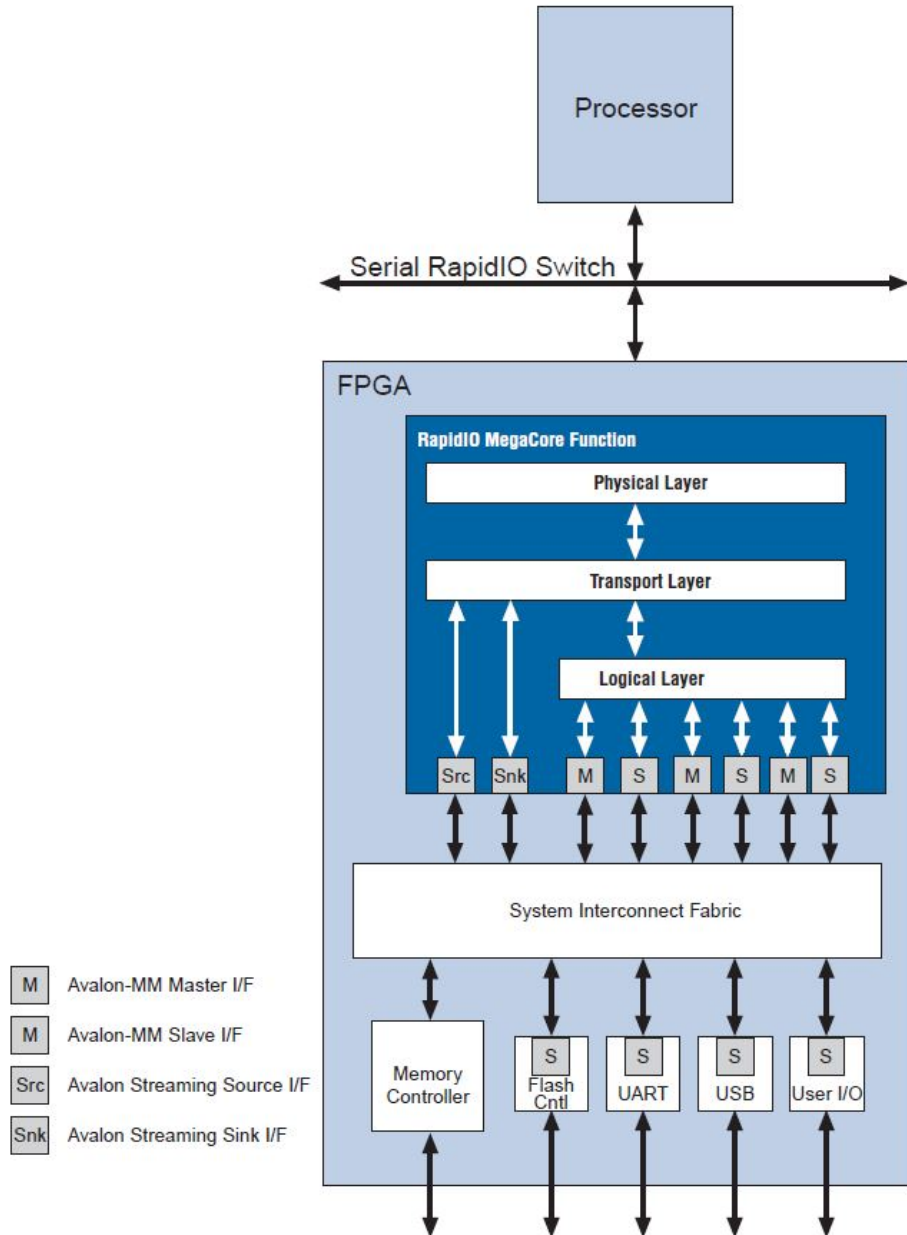 Processor
Serial RapidIO Switch
FPGA
RapidIO MegaCore Function
Physical Layer
Transport Layer
Logical Layer
Src Snk M S M S M S
System Interconnect Fabric
M Avalon-MM Master I/F
M Avalon-MM Slave I/F
Src Avalon Streaming Source I/F
Snk Avalon Streaming Sink I/F
Memory
Controller
S
Flash
Cntl
S
UART
S
USB
S
User I/O